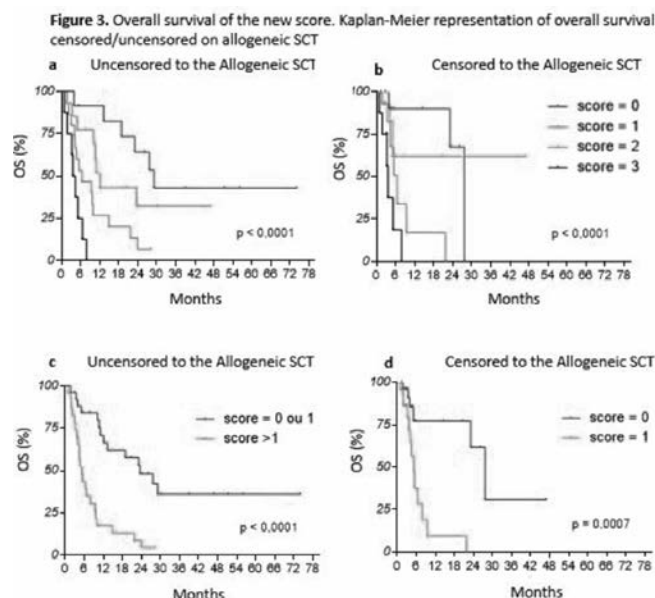 Figure 3. Overall survival of the new score. Kaplan-Meier representation of overall survival
censored/uncensored on allogeneic SCT
a Uncensored to the Allogeneic SCT
100
75
50
25
0
OS (%)
p < 0,0001
0 6 12 18 24 30 36 42 48 54 60 66 72 78
Months
b Censored to the Allogeneic SCT
100
75
50
25
0
OS (%)
score = 0
score = 1
score = 2
score = 3
p < 0,0001
0 6 12 18 24 30 36 42 48 54 60 66 72 78
Months
c Uncensored to the Allogeneic SCT
100
75
50
25
0
OS (%)
score = 0 ou 1
score >1
p < 0,0001
0 6 12 18 24 30 36 42 48 54 60 66 72 78
Months
d Censored to the Allogeneic SCT
100
75
50
25
0
OS (%)
score = 0
score = 1
p = 0,0007
0 6 12 18 24 30 36 42 48 54 60 66 72 78
Months